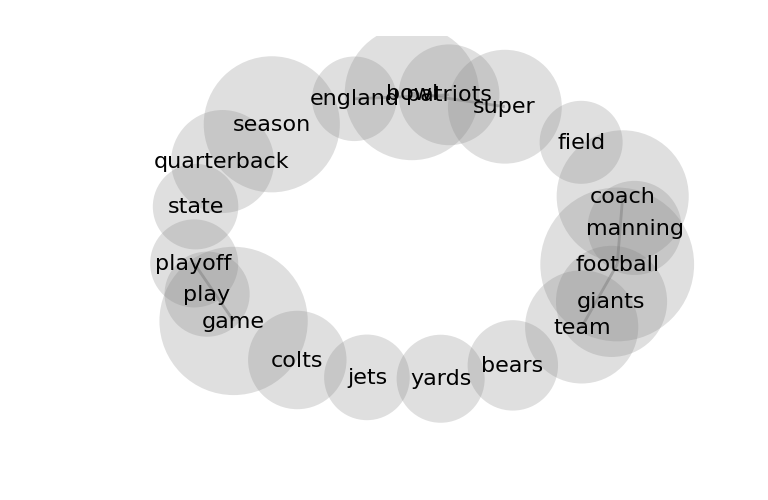 bowl
patriots
england
super
season
field
quarterback
coach
state
manning
playoff
football
play
giants
game
team
colts
bears
jets
yards